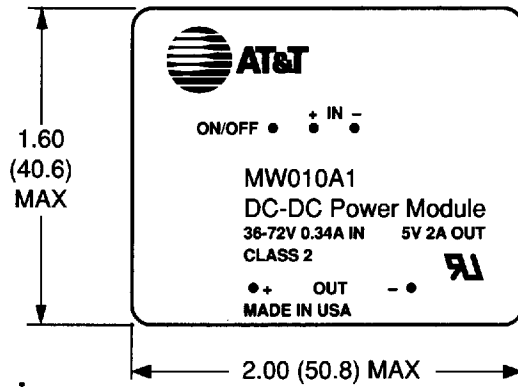 AT&T
+ IN –
ON/OFF
1.60
(40.6)
MAX
MW010A1
DC-DC Power Module
36-72V 0.34A IN 5V 2A OUT
CLASS 2
+ OUT –
MADE IN USA
2.00 (50.8) MAX